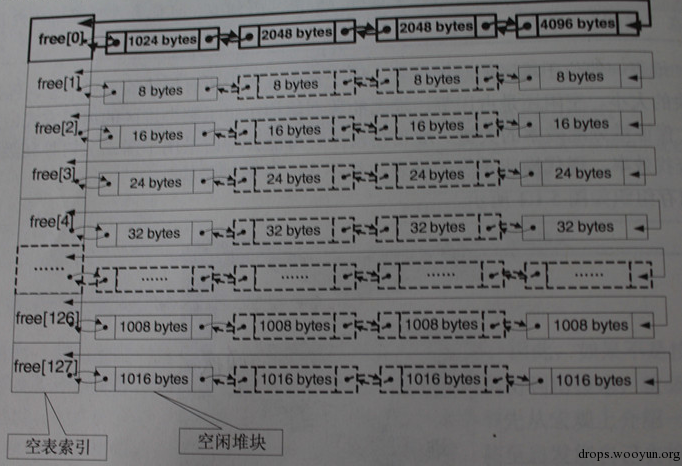 free[0] 1024 bytes 2048 bytes 2048 bytes 4096 bytes
free[1] 8 bytes 8 bytes 8 bytes 8 bytes
free[2] 16 bytes 16 bytes 16 bytes 16 bytes
free[3] 24 bytes 24 bytes 24 bytes 24 bytes
free[4] 32 bytes 32 bytes 32 bytes 32 bytes
...... ...... ...... ...... ......
free[126] 1008 bytes 1008 bytes 1008 bytes 1008 bytes
free[127] 1016 bytes 1016 bytes 1016 bytes 1016 bytes
空表索引 空闲堆块
drops.wooyun.org